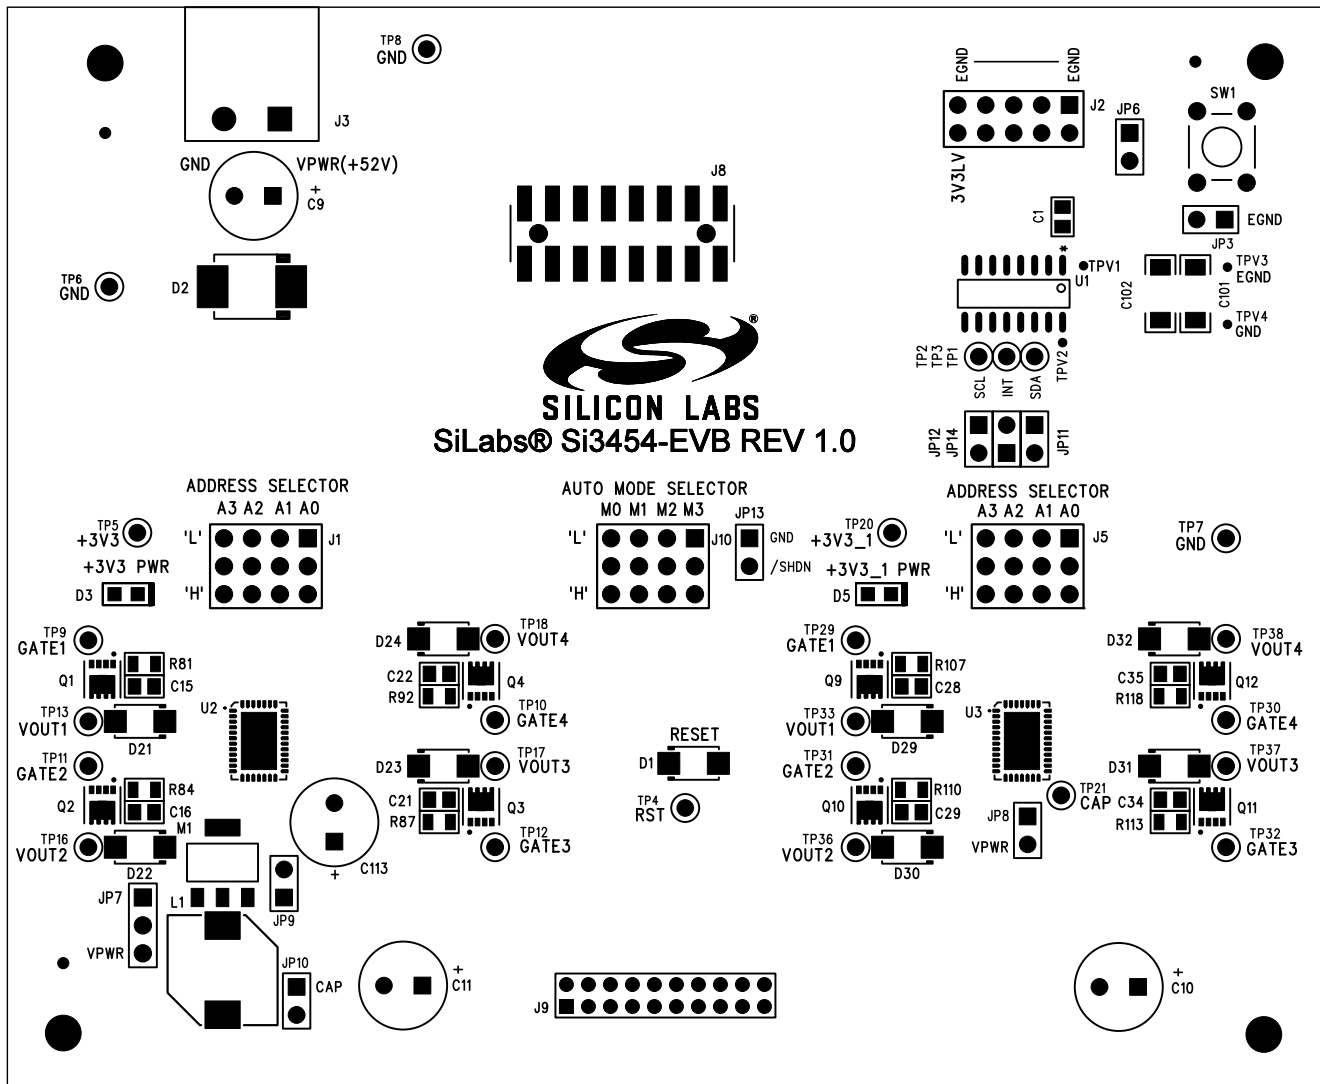 TP8
GND
J3
GND
VPWR(+52V)
+
C9
TP6
GND
D2
J8
EGND
EGND
J2
3V3LV
JP6
SW1
C1
*
EGND
JP3
TPV1
U1
C102
C101
TPV3
EGND
TPV4
GND
TP2
TP3
TP1
TPV2
SCL
INT
SDA
JP12
JP14
JP11
®
SILICON LABS
SiLabs® Si3454-EVB REV 1.0
ADDRESS SELECTOR
A3 A2 A1 A0
'L'
J1
'H'
TP5
+3V3
+3V3 PWR
D3
AUTO MODE SELECTOR
M0 M1 M2 M3
'L'
J10
'H'
JP13
GND
/SHDN
TP20
+3V3_1
+3V3_1 PWR
D5
ADDRESS SELECTOR
A3 A2 A1 A0
'L'
J5
'H'
TP7
GND
TP9
GATE1
R81
Q1
C15
TP13
VOUT1
D21
U2
TP11
GATE2
R84
Q2
C16
M1
TP16
VOUT2
D22
D24
TP18
VOUT4
C22
Q4
R92
TP10
GATE4
D23
TP17
VOUT3
C21
Q3
R87
TP12
GATE3
RESET
D1
TP4
RST
C113
+
JP7
VPWR
L1
JP9
JP10
CAP
+
C11
J9
TP29
GATE1
R107
Q9
C28
TP33
VOUT1
D29
U3
TP31
GATE2
R110
Q10
C29
TP36
VOUT2
D30
TP21
CAP
JP8
VPWR
D32
TP38
VOUT4
C35
Q12
R118
TP30
GATE4
D31
TP37
VOUT3
C34
Q11
R113
TP32
GATE3
+
C10